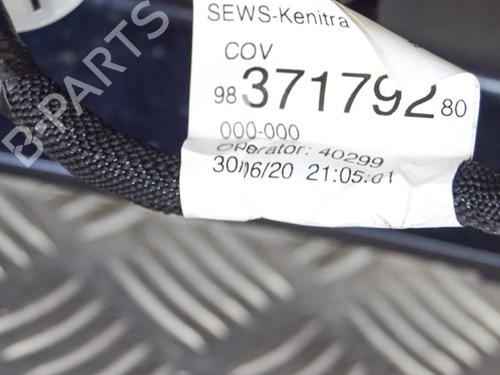 SEWS-Kenitra
COV
98 371792 80
000-000
Operator: 40299
30/06/20 21:05:01
B-PARTS